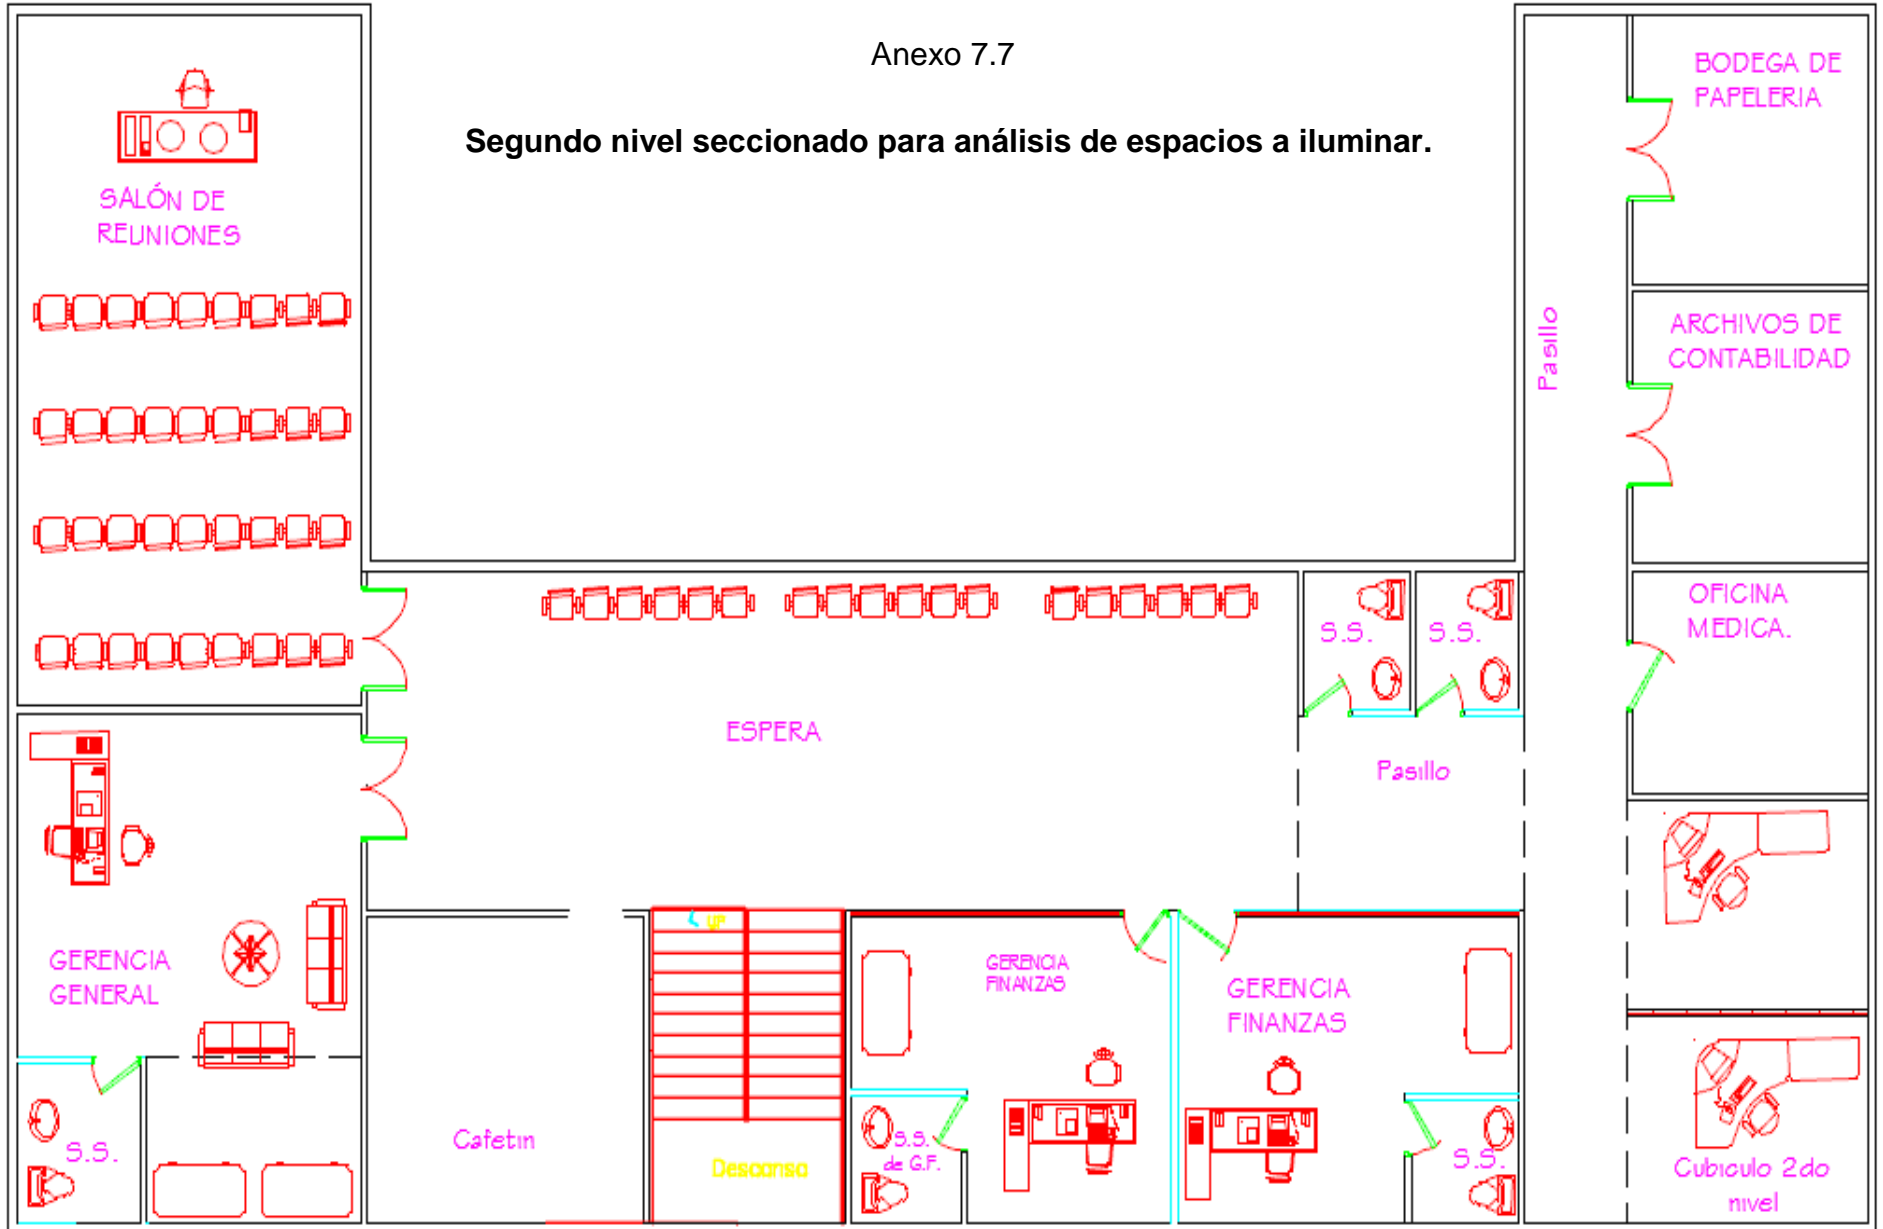 Anexo 7.7
Segundo nivel seccionado para análisis de espacios a iluminar.
BODEGA DE
PAPELERIA
SALÓN DE
REUNIONES
Pasillo
ARCHIVOS DE
CONTABILIDAD
OFICINA
MEDICA.
S.S.
S.S.
ESPERA
Pasillo
UP
GERENCIA
GENERAL
GERENCIA
FINANZAS
GERENCIA
FINANZAS
S.S.
Cafetin
Descansa
S.S.
de G.F.
S.S.
Cubiculo 2do
nivel